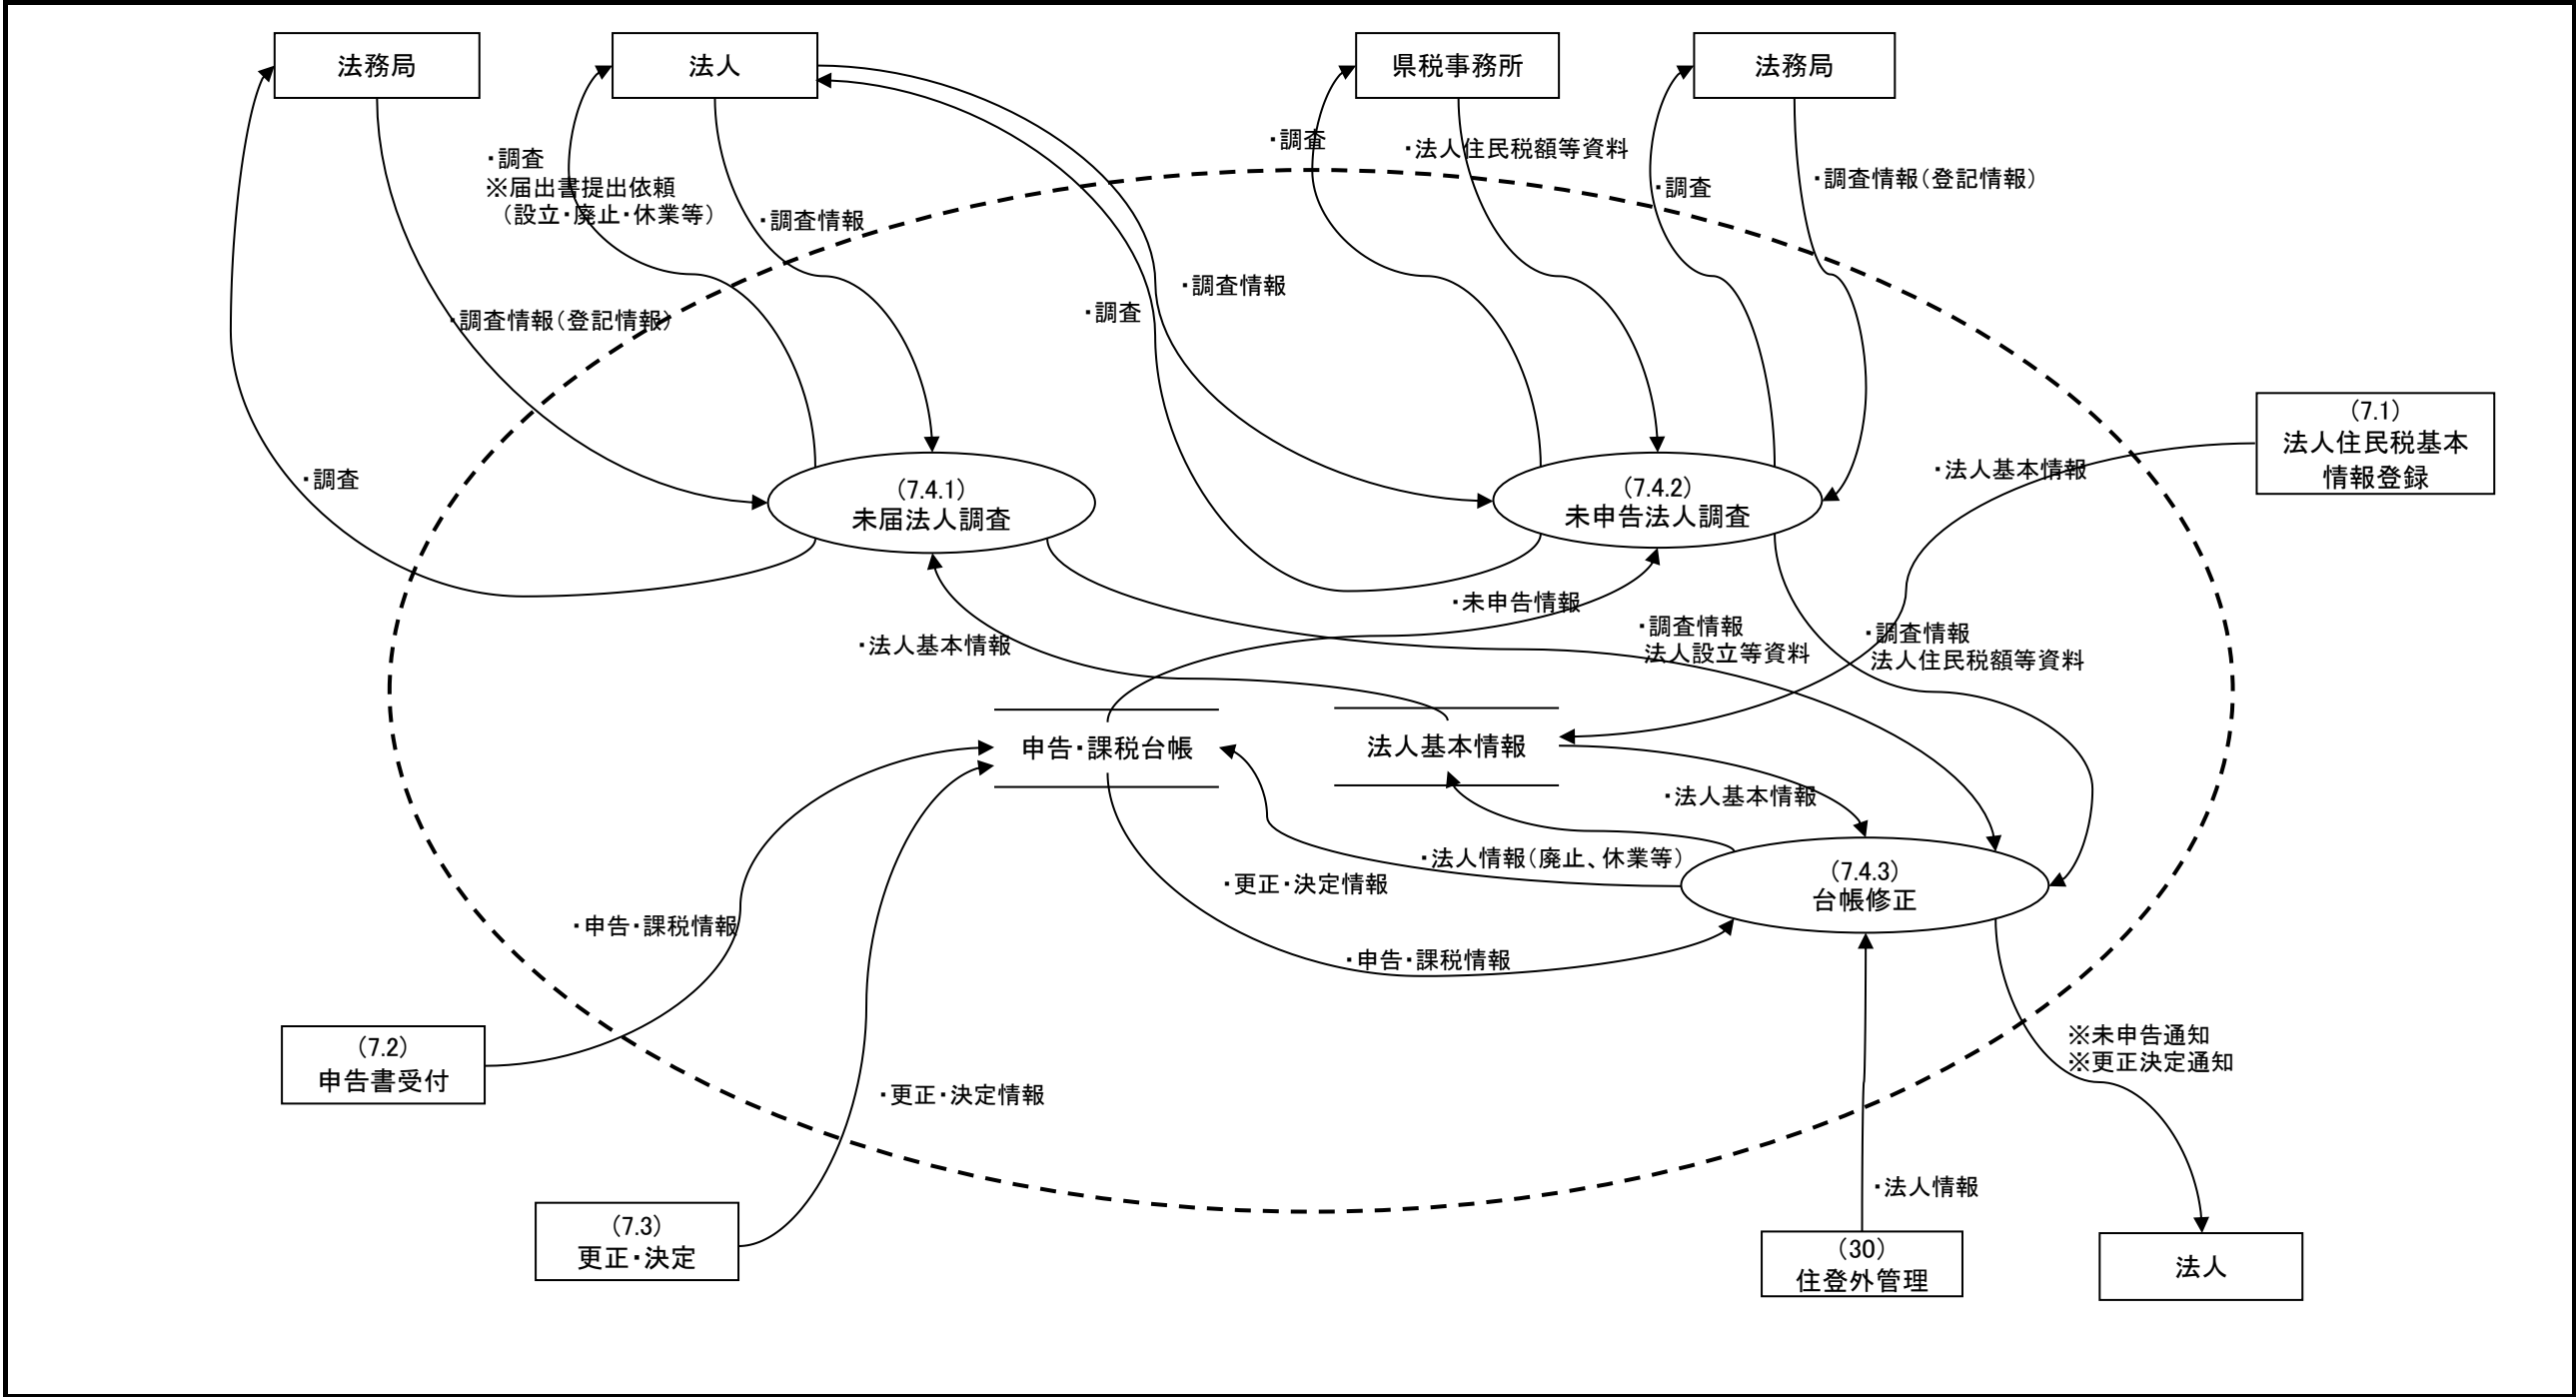 法務局
法人
県税事務所
法務局
・調査
・法人住民税額等資料
・調査
※届出書提出依頼
（設立・廃止・休業等）
・調査
・調査情報（登記情報）
・調査情報
・調査情報
・調査
・調査情報（登記情報）
（7.1）
法人住民税基本
情報登録
・法人基本情報
・調査
（7.4.1）
未届法人調査
（7.4.2）
未申告法人調査
・未申告情報
・調査情報
法人設立等資料
・調査情報
法人住民税額等資料
・法人基本情報
申告・課税台帳
法人基本情報
・法人基本情報
・法人情報（廃止、休業等）
・更正・決定情報
（7.4.3）
台帳修正
・申告・課税情報
・申告・課税情報
（7.2）
申告書受付
※未申告通知
※更正決定通知
・更正・決定情報
・法人情報
（7.3）
更正・決定
（30）
住登外管理
法人